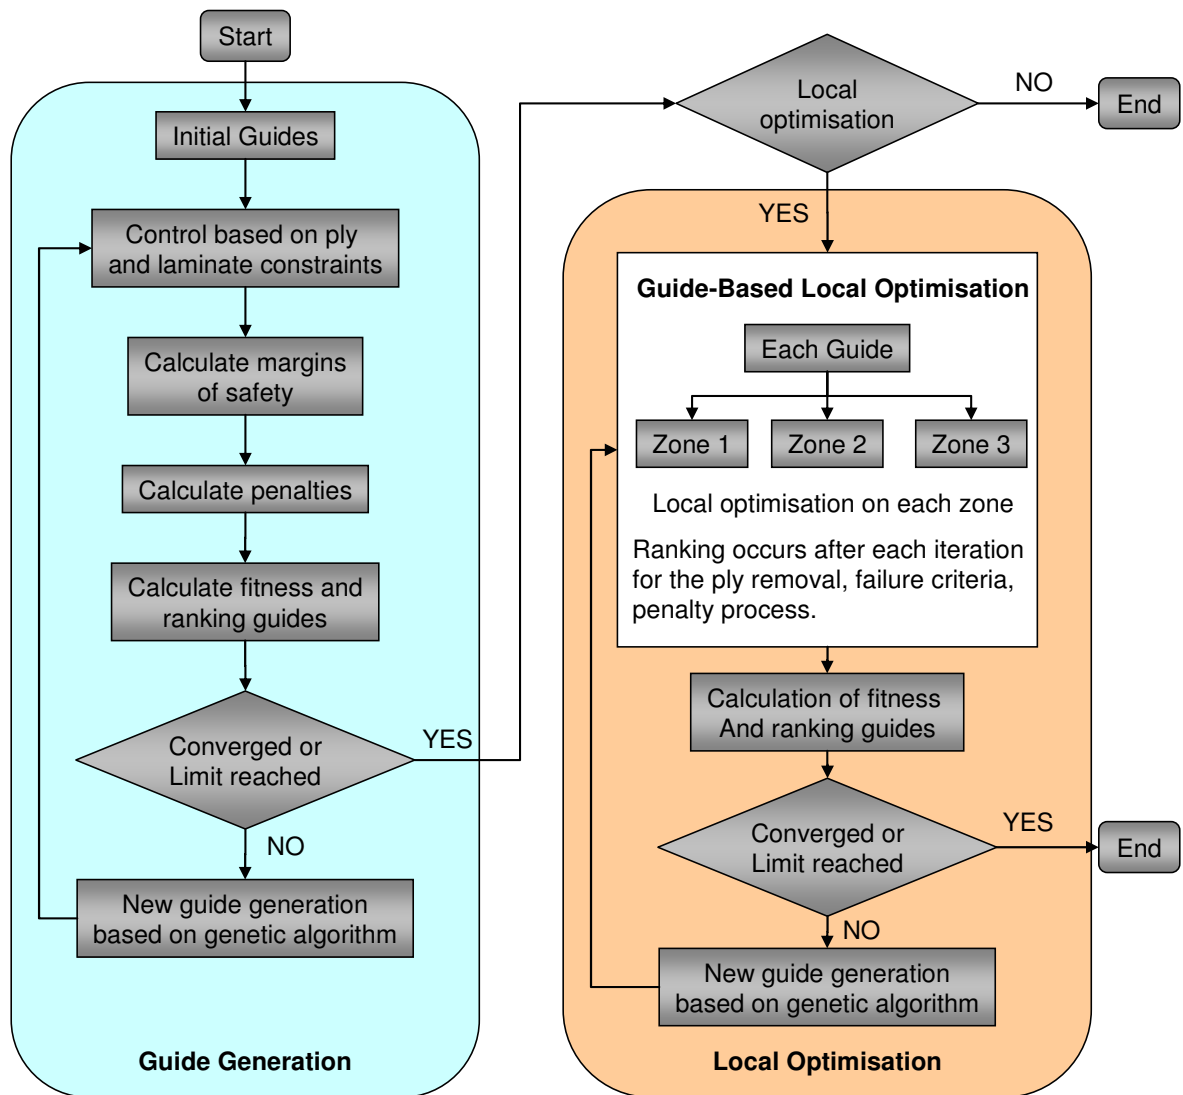 Start
Initial Guides
Control based on ply
and laminate constraints
Calculate margins
of safety
Calculate penalties
Calculate fitness and
ranking guides
Converged or
Limit reached
YES
NO
New guide generation
based on genetic algorithm
Guide Generation
Local
optimisation
NO
End
YES
Guide-Based Local Optimisation
Each Guide
Zone 1
Zone 2
Zone 3
Local optimisation on each zone
Ranking occurs after each iteration
for the ply removal, failure criteria,
penalty process.
Calculation of fitness
And ranking guides
Converged or
Limit reached
YES
End
NO
New guide generation
based on genetic algorithm
Local Optimisation